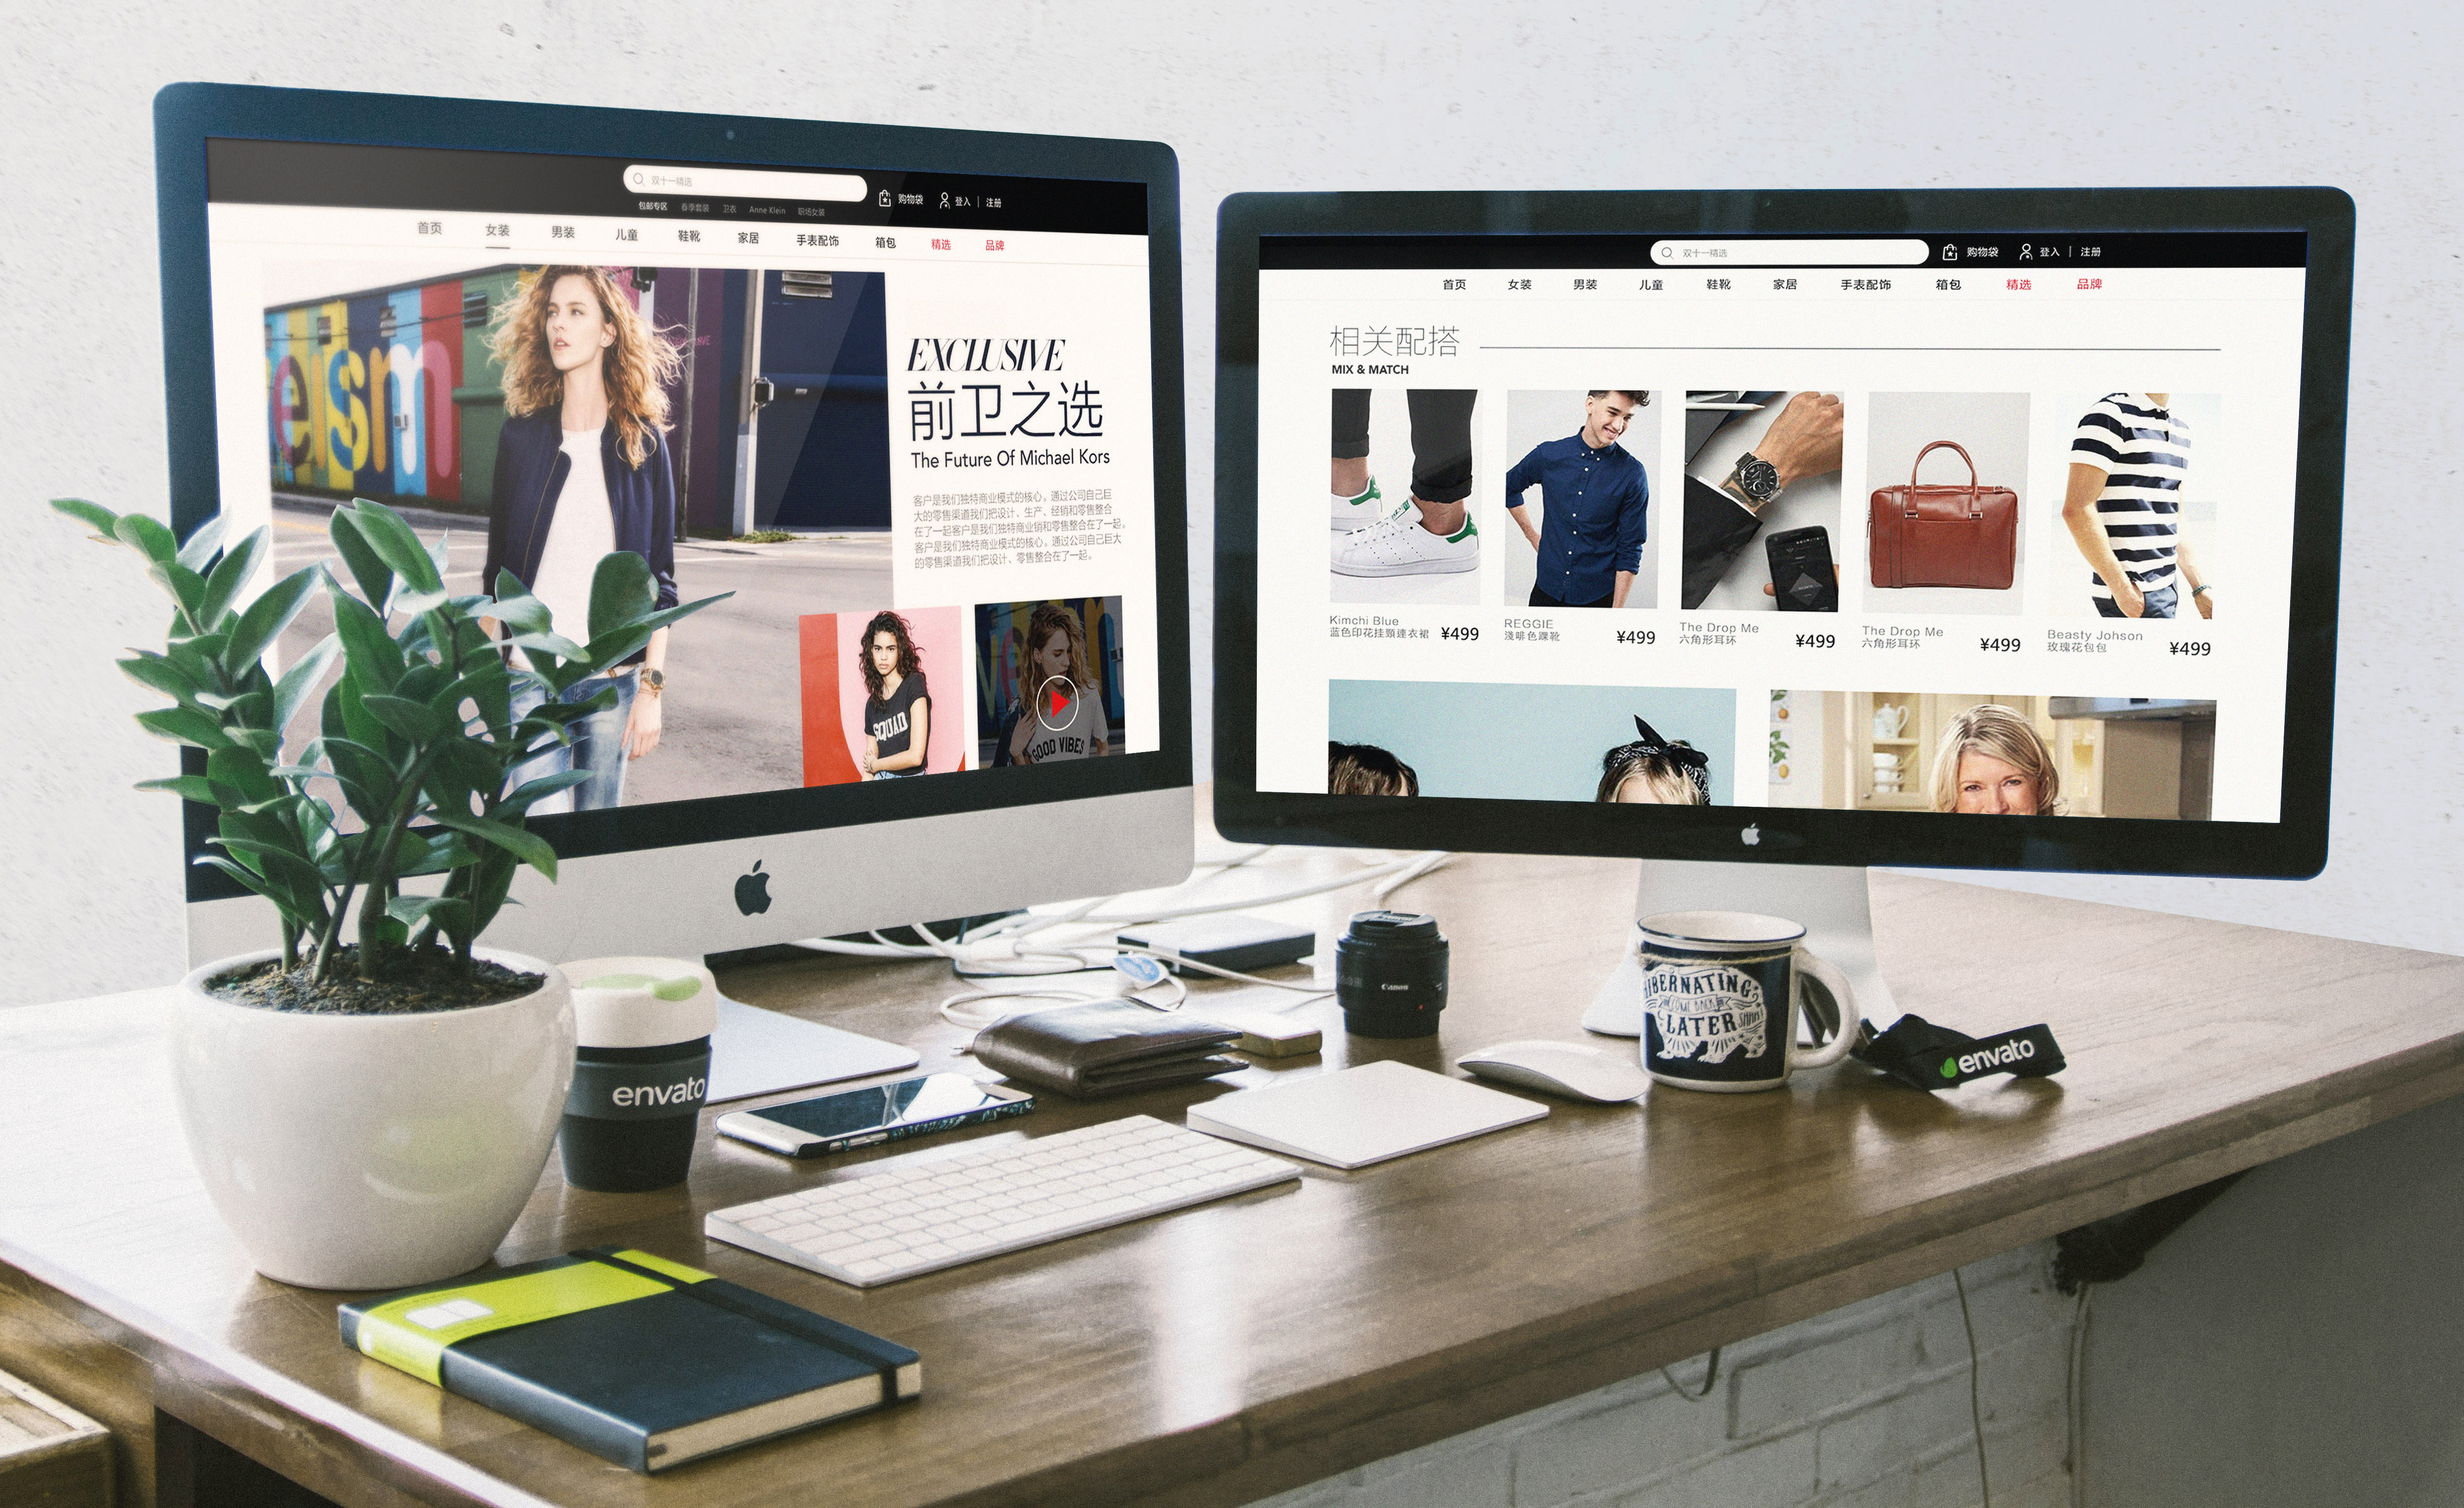 双十一精选
购物袋
登入 | 注册
包邮专区 春季套装 卫衣 Anne Klein 职场女装
首页 女装 男装 儿童 鞋靴 家居 手表配饰 箱包 精选 品牌
eism
EXCLUSIVE
前卫之选
The Future Of Michael Kors
客户是我们独特商业模式的核心。通过公司自己巨
大的零售渠道我们把设计、生产、经销和零售整合
在了一起客户是我们独特商业销和零售整合在了一起。
客户是我们独特商业模式的核心。通过公司自己巨大
的零售渠道我们把设计、零售整合在了一起。
SQUAD
GOOD VIBES
双十一精选
购物袋
登入 | 注册
首页 女装 男装 儿童 鞋靴 家居 手表配饰 箱包 精选 品牌
相关配搭
MIX & MATCH
Kimchi Blue
蓝色印花挂頸連衣裙 ¥499
REGGIE
淺啡色踝靴 ¥499
The Drop Me
六角形耳环 ¥499
The Drop Me
六角形耳环 ¥499
Beasty Johson
玫瑰花包包 ¥499
envato
Canon
HIBERNATING
COME BACK
LATER
envato